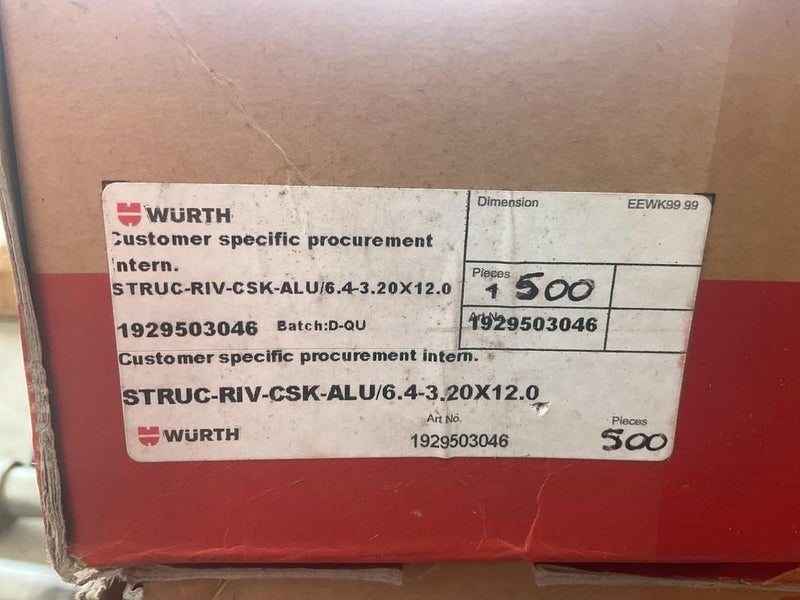 WÜRTH
Customer specific procurement
Intern.
STRUC-RIV-CSK-ALU/6.4-3.20X12.0
1929503046 Batch:D-QU
Dimension EEWK99 99
Pieces
1 500
Art No.
1929503046
Customer specific procurement intern.
STRUC-RIV-CSK-ALU/6.4-3.20X12.0
WÜRTH
Art No.
1929503046
Pieces
500